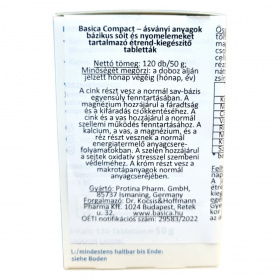 Basica Compact – ásványi anyagok
bázikus sóit és nyomelemeket
tartalmazó étrend-kiegészítő
tabletták
Nettó tömeg: 120 db/50 g;
Minőségét megőrzi: a doboz alján
jelzett hónap végéig (hónap, év)
A cink részt vesz a normál sav-bázis
egyensúly fenntartásában. A
magnézium hozzájárul a fáradtság
és a kifáradás csökkentéséhez. A
cink és a vas hozzájárul a normál
szellemi működés fenntartásához. A
kalcium, a vas, a magnézium, és a
réz részt vesznek a normál
energiatermelő anyagcsere-
folyamatokban. A szelén hozzájárul
a sejtek oxidatív stresszel szembeni
védelméhez. A króm részt vesz a
makrotápanyagok normál
anyagcseréjében.
Gyártó: Protina Pharm. GmbH,
85737 Ismaning, Germany
Forgalmazó: Dr. Kocsis&Hoffmann
Pharma Kft. 1024 Budapest, Retek
u. 32. www.basica.hu
OÉTI notifikációs szám: 29583/2022
L/mindestens haltbar bis Ende:
siehe Boden